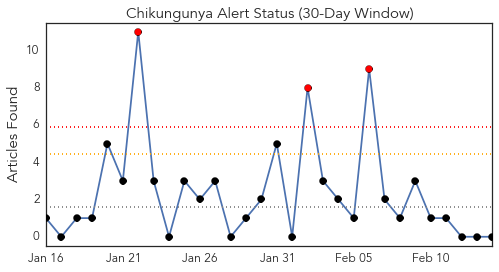 Chikungunya Alert Status (30-Day Window)
Articles Found
10
8
6
4
2
0
Jan 16 Jan 21 Jan 26 Jan 31 Feb 05 Feb 10